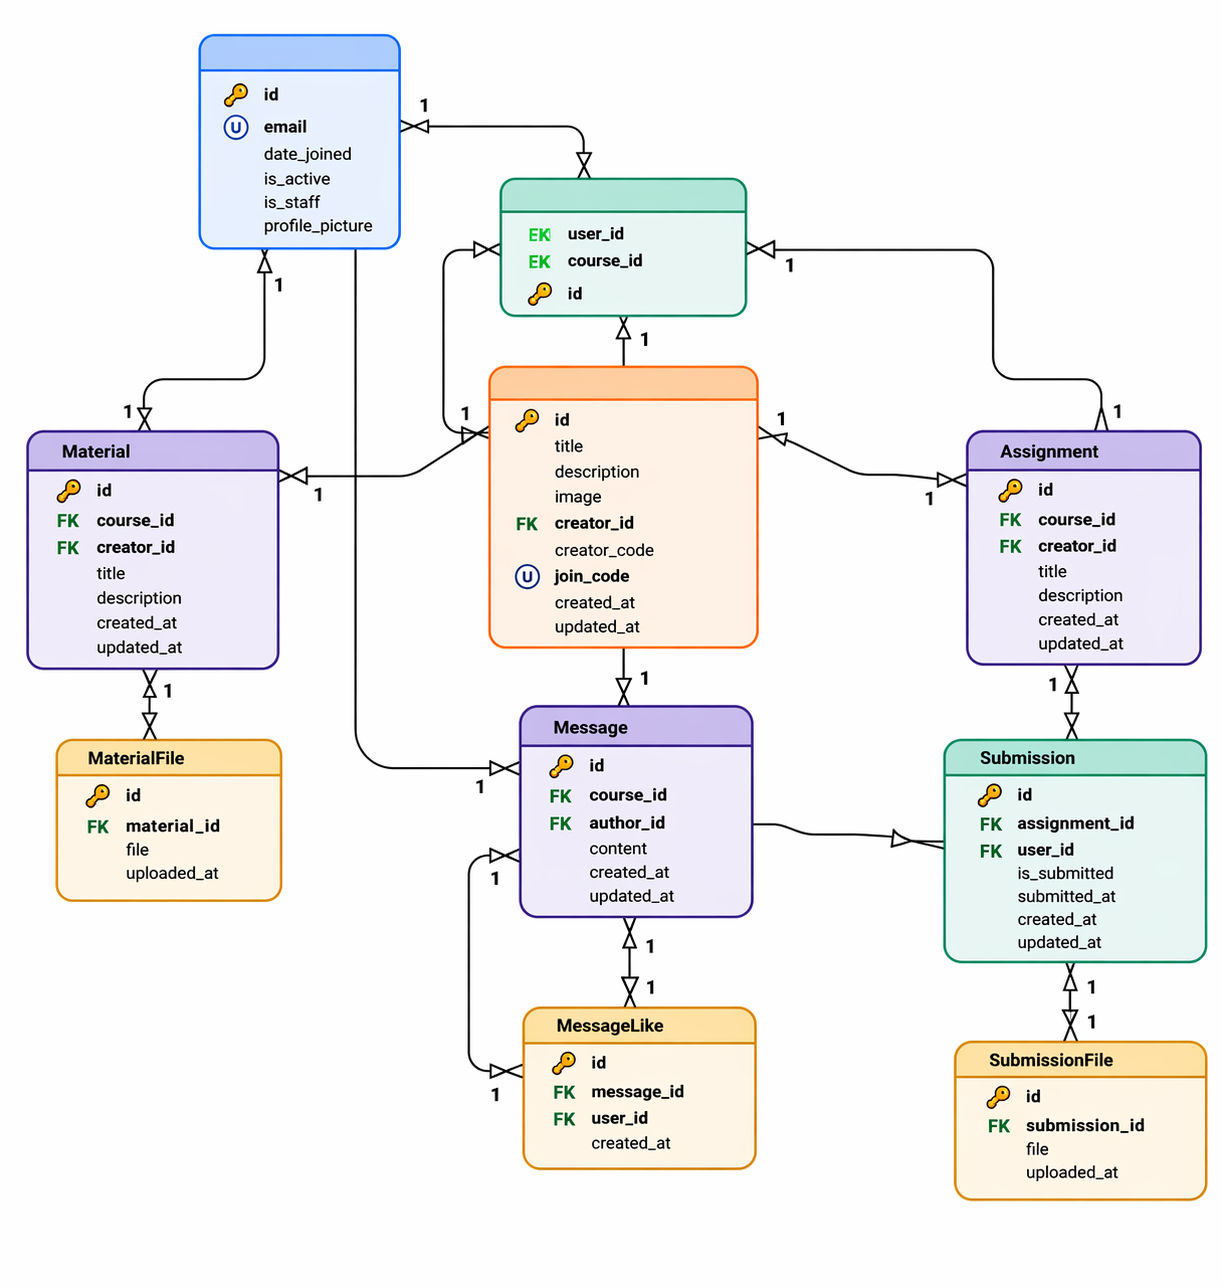 id
U email
date_joined
is_active
is_staff
profile_picture
1
EK user_id
EK course_id
id
1
1
1
1
id
title
description
image
FK creator_id
creator_code
U join_code
created_at
updated_at
1
1
1
Material
id
FK course_id
FK creator_id
title
description
created_at
updated_at
1
1
1
Assignment
id
FK course_id
FK creator_id
title
description
created_at
updated_at
1
1
1
MaterialFile
id
FK material_id
file
uploaded_at
Message
id
FK course_id
FK author_id
content
created_at
updated_at
1
1
1
1
1
Submission
id
FK assignment_id
FK user_id
is_submitted
submitted_at
created_at
updated_at
1
1
MessageLike
id
FK message_id
FK user_id
created_at
SubmissionFile
id
FK submission_id
file
uploaded_at